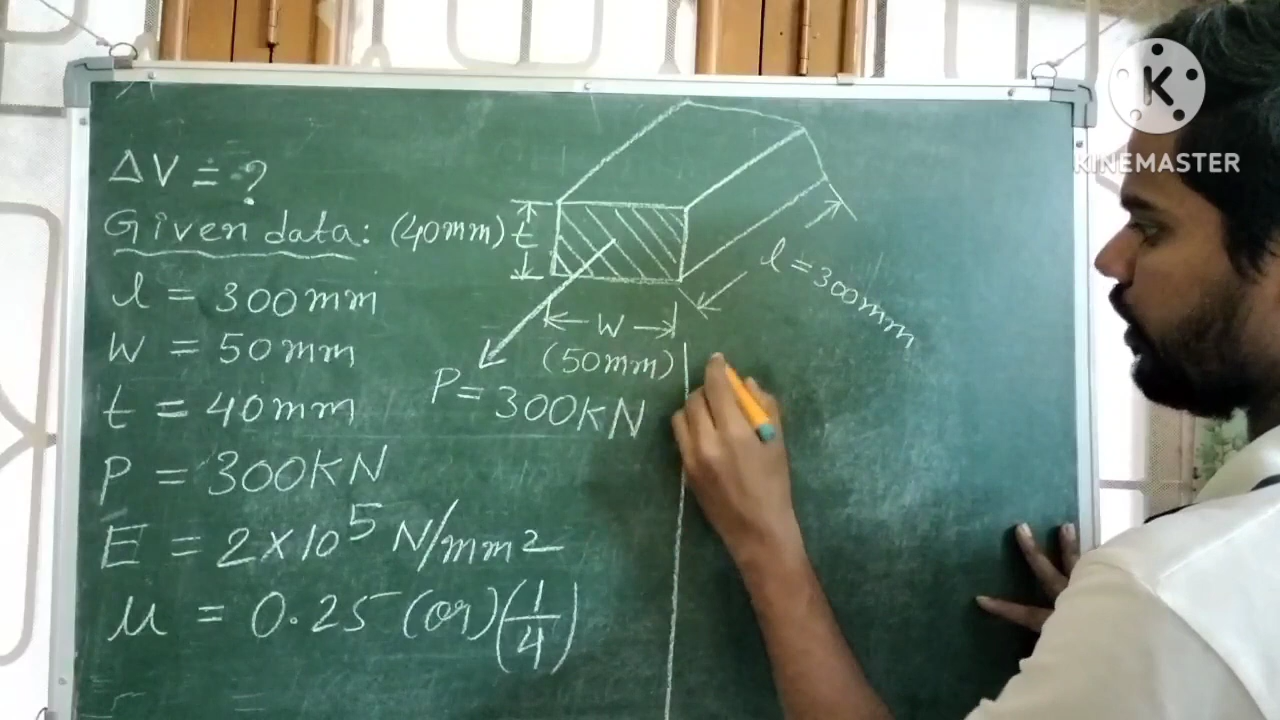 ΔV = ?
Given data:
l = 300mm
W = 50mm
t = 40mm
P = 300KN
E = 2×10⁵ N/mm²
μ = 0.25 (or) (1/4)
(40mm) t
W
(50mm)
l = 300mm
P = 300KN
K
KINEMASTER